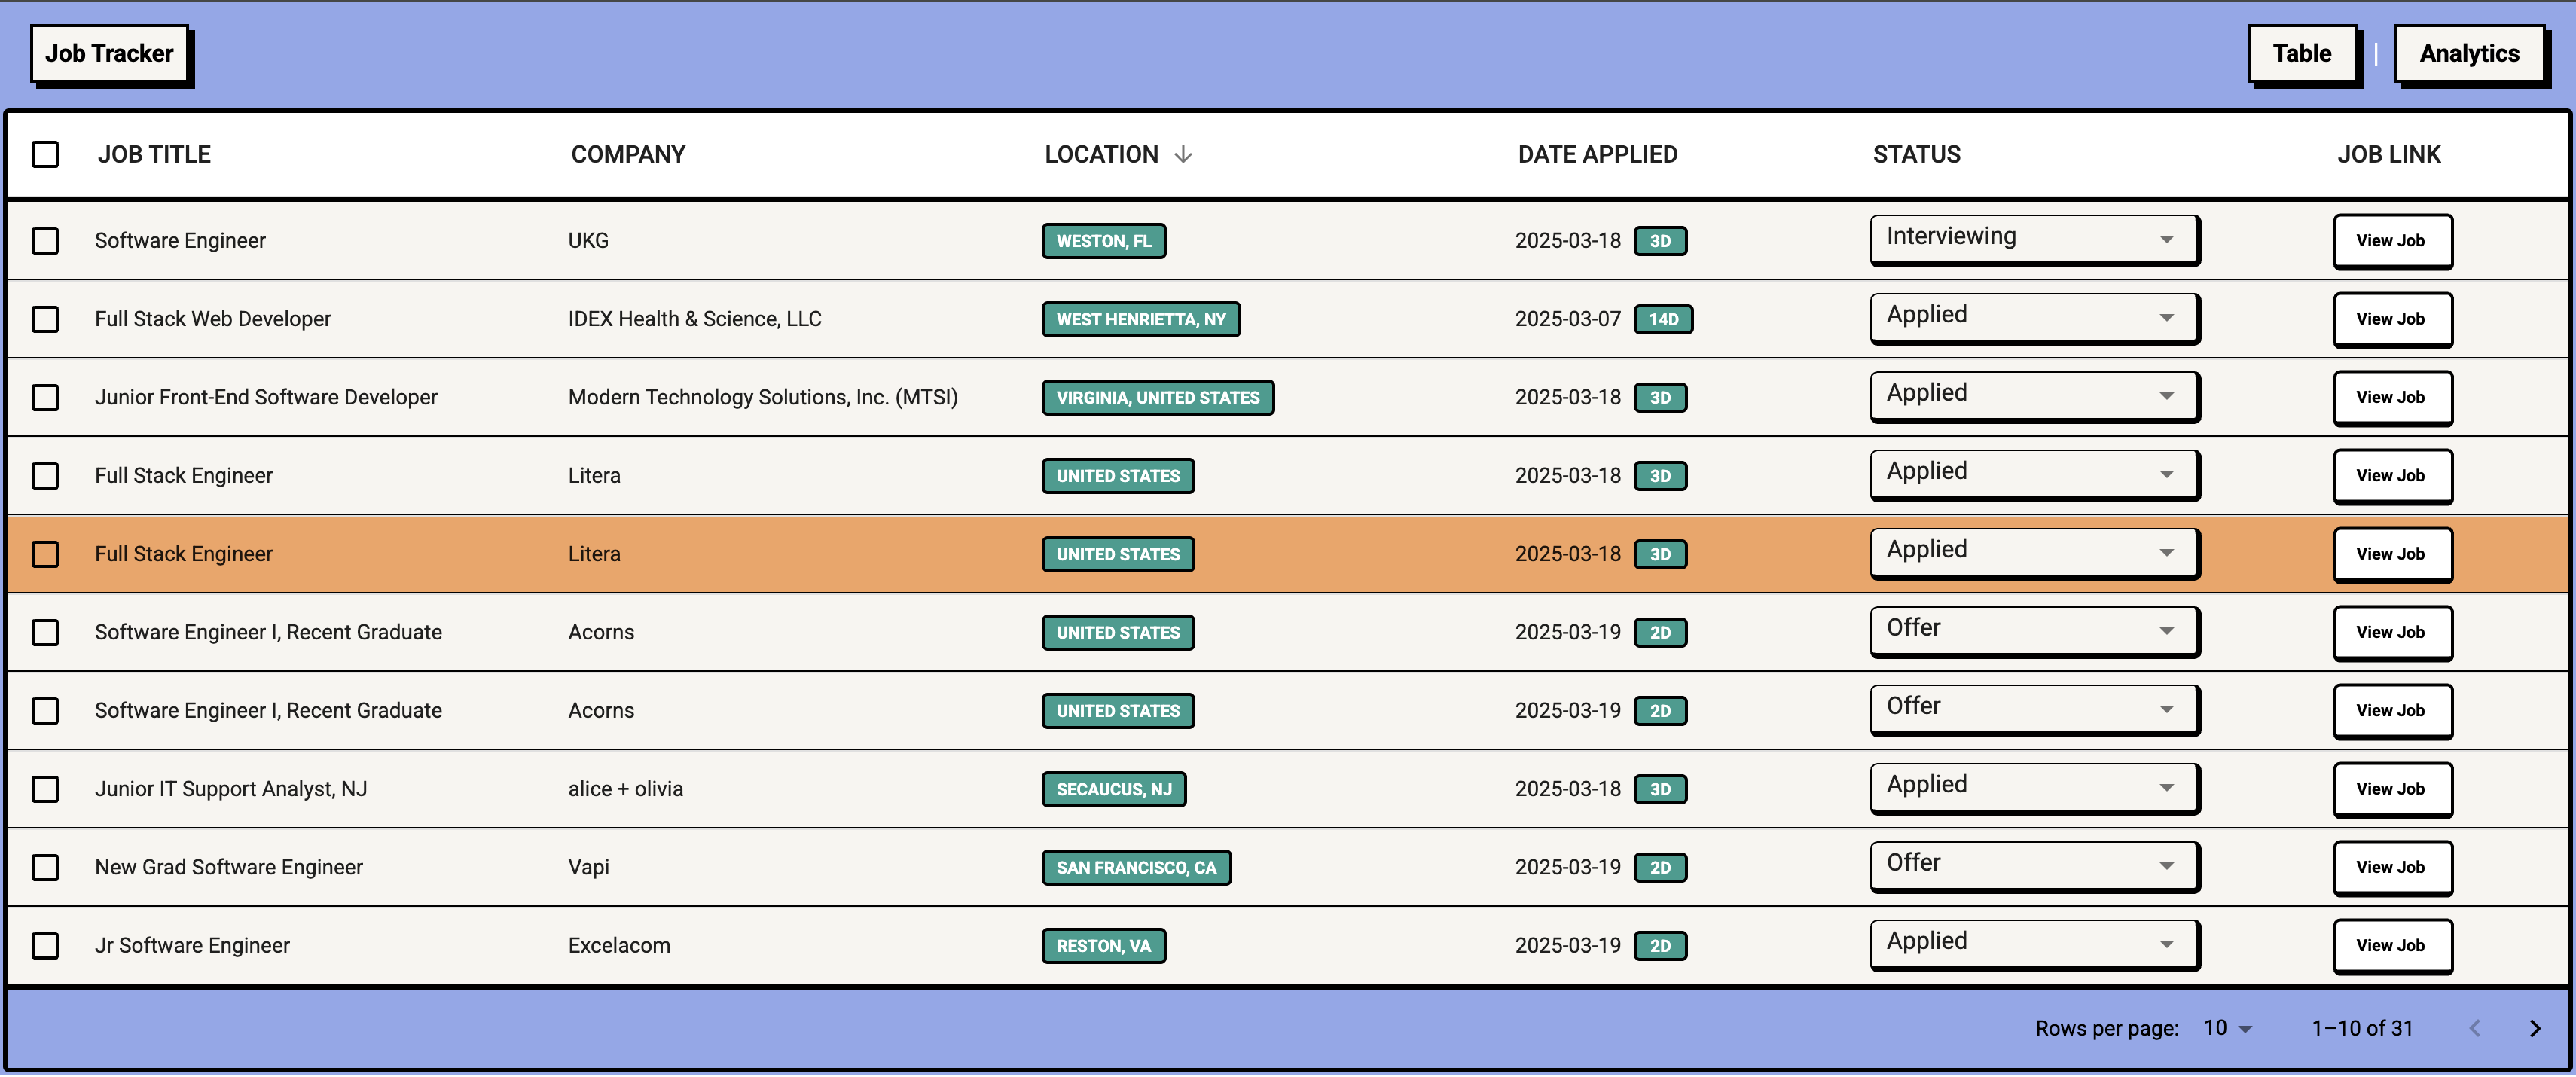 Job Tracker Table | Analytics
JOB TITLE COMPANY LOCATION ↓ DATE APPLIED STATUS JOB LINK
Software Engineer UKG WESTON, FL 2025-03-18 3D Interviewing View Job
Full Stack Web Developer IDEX Health & Science, LLC WEST HENRIETTA, NY 2025-03-07 14D Applied View Job
Junior Front-End Software Developer Modern Technology Solutions, Inc. (MTSI) VIRGINIA, UNITED STATES 2025-03-18 3D Applied View Job
Full Stack Engineer Litera UNITED STATES 2025-03-18 3D Applied View Job
Full Stack Engineer Litera UNITED STATES 2025-03-18 3D Applied View Job
Software Engineer I, Recent Graduate Acorns UNITED STATES 2025-03-19 2D Offer View Job
Software Engineer I, Recent Graduate Acorns UNITED STATES 2025-03-19 2D Offer View Job
Junior IT Support Analyst, NJ alice + olivia SECAUCUS, NJ 2025-03-18 3D Applied View Job
New Grad Software Engineer Vapi SAN FRANCISCO, CA 2025-03-19 2D Offer View Job
Jr Software Engineer Excelacom RESTON, VA 2025-03-19 2D Applied View Job
Rows per page: 10 1–10 of 31